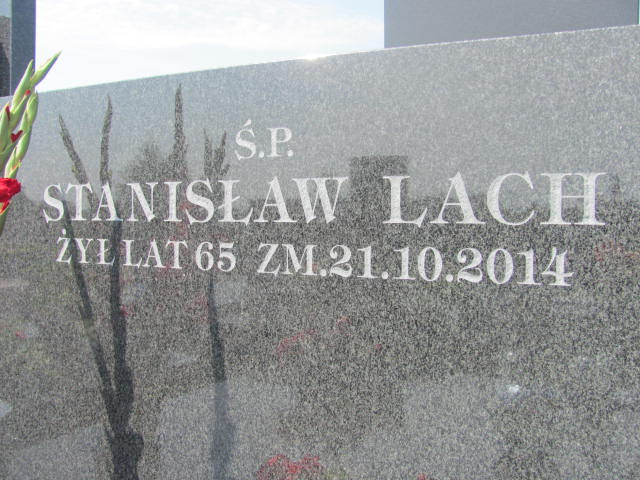 Ś.P.
STANISŁAW LACH
ŻYŁ LAT 65 ZM.21.10.2014